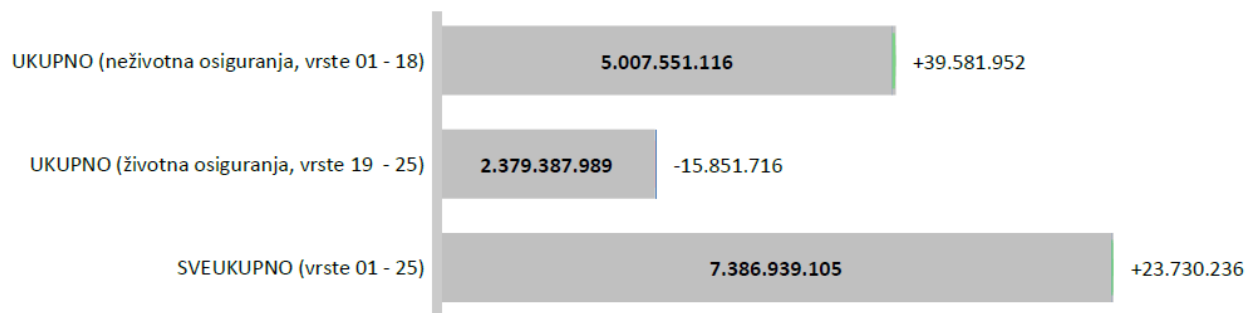 UKUPNO (neživotna osiguranja, vrste 01 - 18) 5.007.551.116 +39.581.952
UKUPNO (životna osiguranja, vrste 19 - 25) 2.379.387.989 -15.851.716
SVEUKUPNO (vrste 01 - 25) 7.386.939.105 +23.730.236